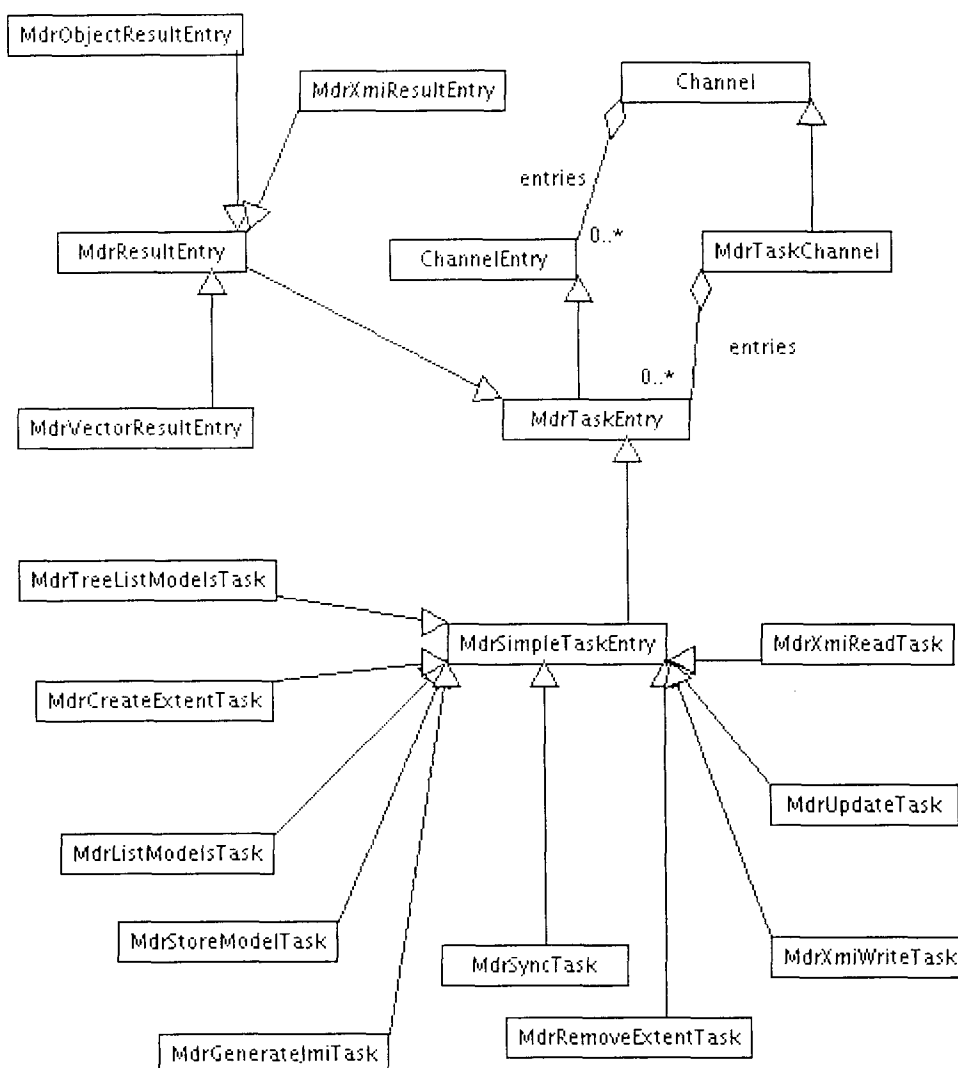 MdrObjectResultEntry
MdrXmiResultEntry
Channel
entries
0..*
MdrResultEntry
ChannelEntry
MdrTaskChannel
entries
0..*
MdrVectorResultEntry
MdrTaskEntry
MdrTreeListModelsTask
MdrSimpleTaskEntry
MdrXmiReadTask
MdrCreateExtentTask
MdrUpdateTask
MdrListModelsTask
MdrStoreModelTask
MdrSyncTask
MdrXmiWriteTask
MdrRemoveExtentTask
MdrGenerateJmiTask